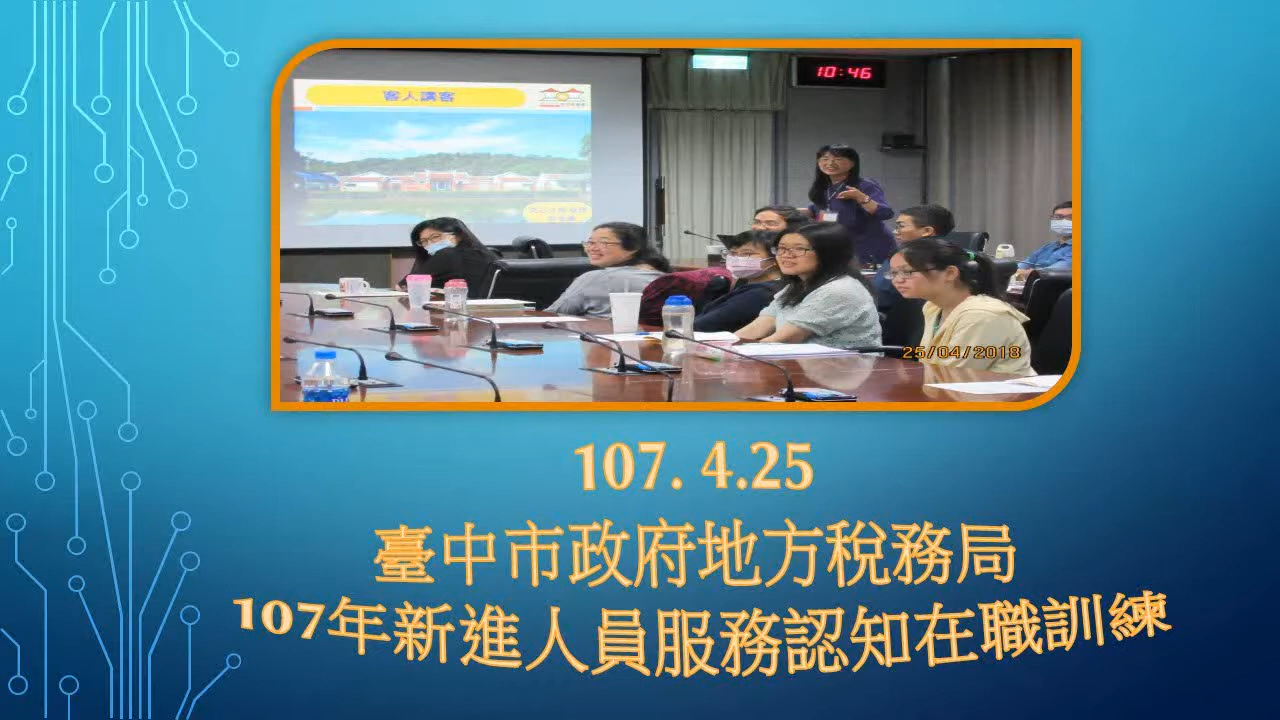 客人講客
10:46
25/04/2018
107. 4.25
臺中市政府地方稅務局
107年新進人員服務認知在職訓練